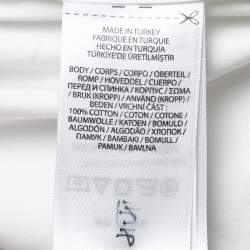 MADE IN TURKEY
FABRIQUÉ EN TURQUIE
HECHO EN TURQUÍA
TÜRKİYE'DE ÜRETİLMİŞTİR
BODY / CORPS / CORPO / OBERTEIL /
ROMP / HOVEDDEL / CUERPO /
ПЕРЕД И СПИНКА / КОРПУС / ΣΩΜΑ
/ BRUK (KROPP) / ANVÄND (KROPP) /
BEDEN / VRCHNÍ ČÁST :
100% COTTON / COTON / COTONE /
BAUMWOLLE / KATOEN / BOMULD /
ALGODÓN / ALGODÃO / ХЛОПОК /
ПАМУК / BAMBAKI / BOMULL /
PAMUK / BAVLNA